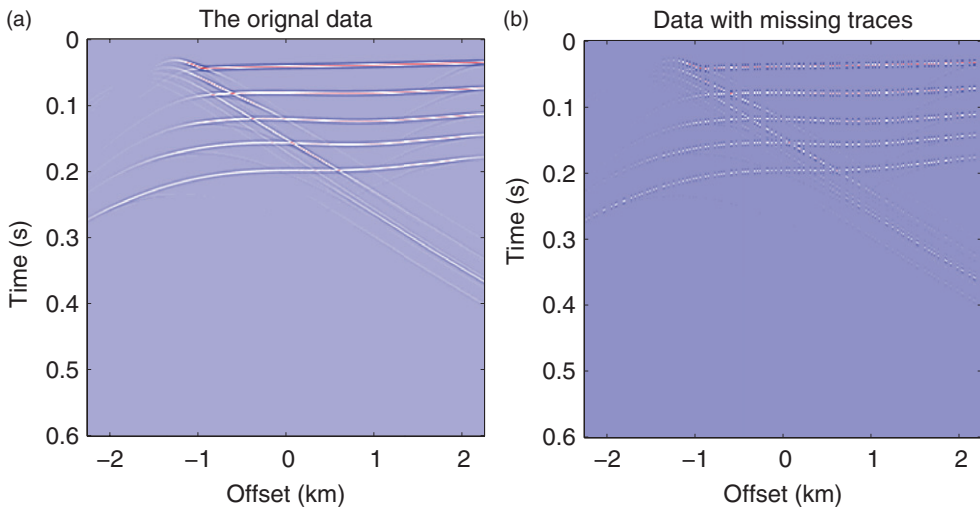 (a) The orignal data
0
0.1
0.2
0.3
0.4
0.5
0.6
Time (s)
−2 −1 0 1 2
Offset (km)
(b) Data with missing traces
0
0.1
0.2
0.3
0.4
0.5
0.6
Time (s)
−2 −1 0 1 2
Offset (km)